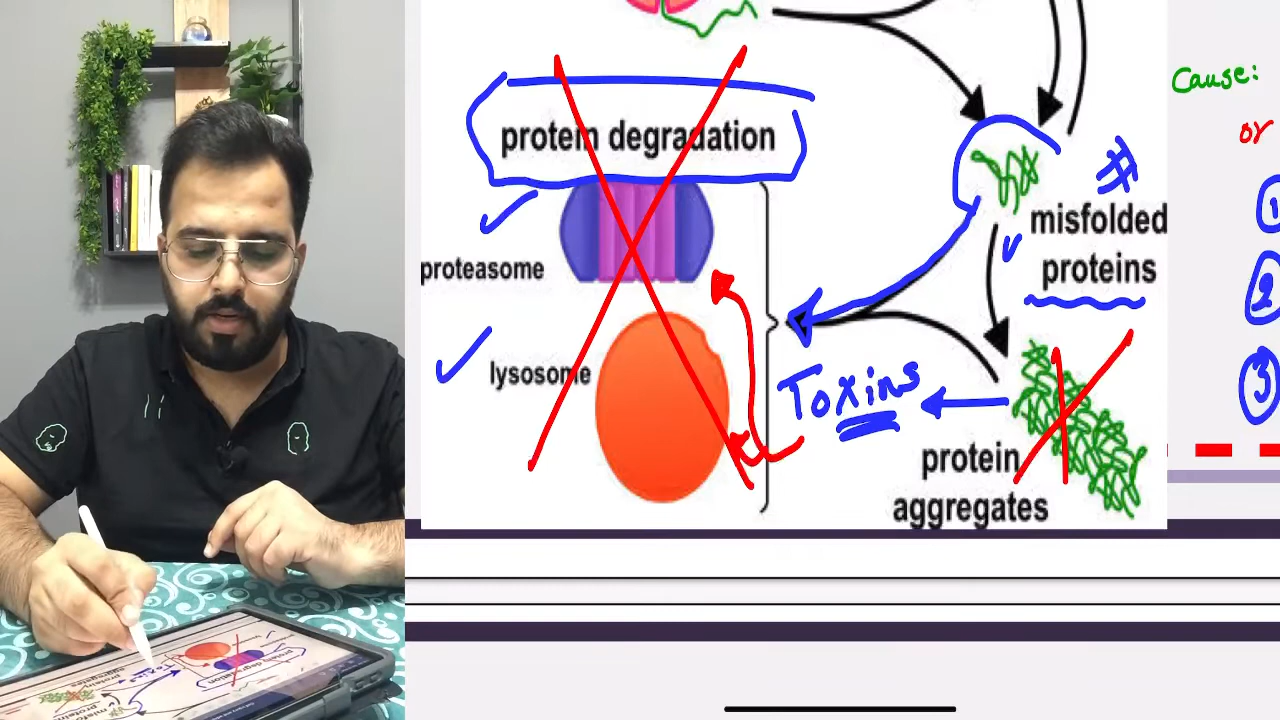 Cause:
or
protein degradation
#
misfolded
proteins
1
2
3
proteasome
lysosome
Toxins
protein
aggregates